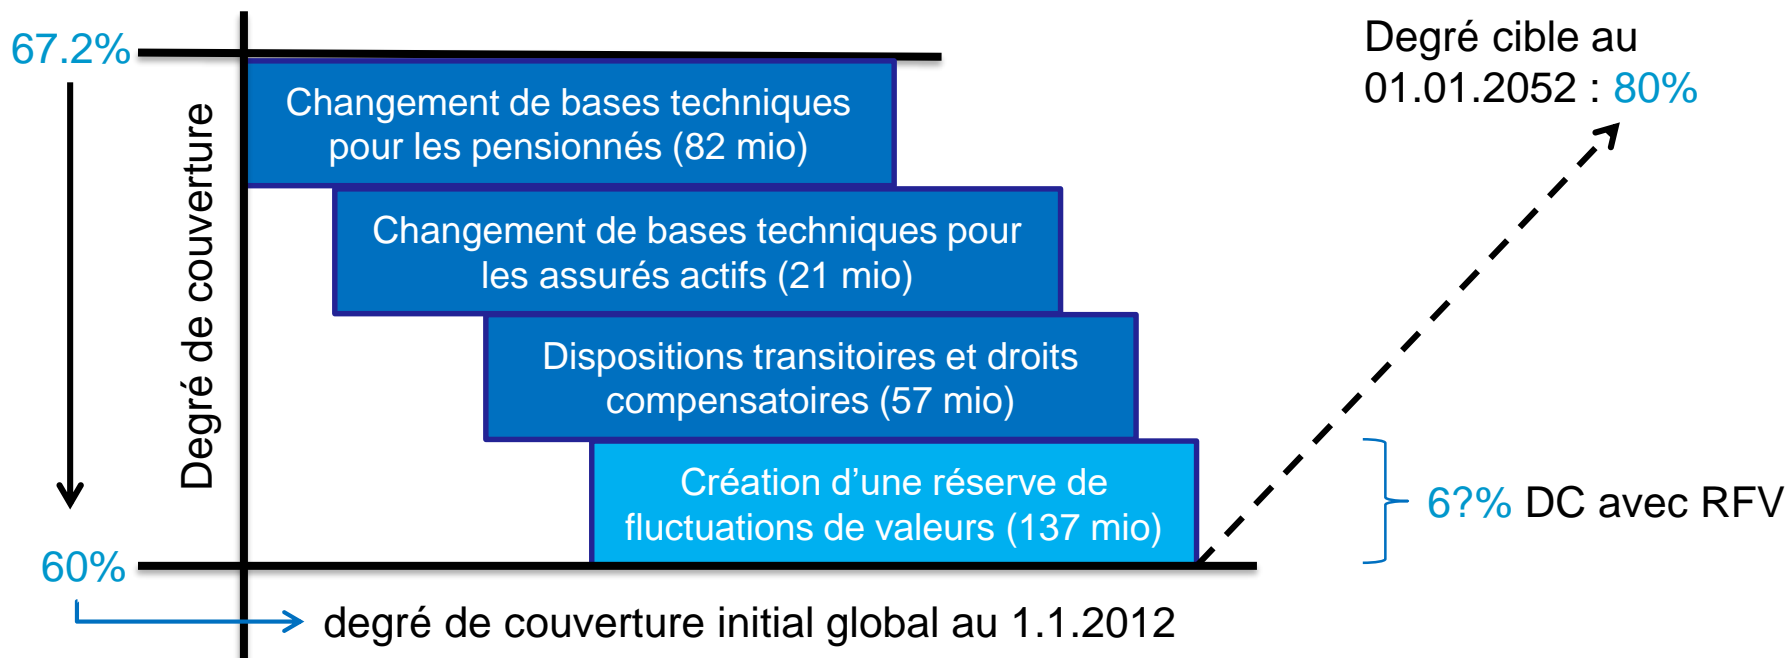 67.2%
Degré de couverture
Changement de bases techniques
pour les pensionnés (82 mio)
Changement de bases techniques pour
les assurés actifs (21 mio)
Dispositions transitoires et droits
compensatoires (57 mio)
Création d’une réserve de
fluctuations de valeurs (137 mio)
Degré cible au
01.01.2052 : 80%
6?% DC avec RFV
60%
degré de couverture initial global au 1.1.2012